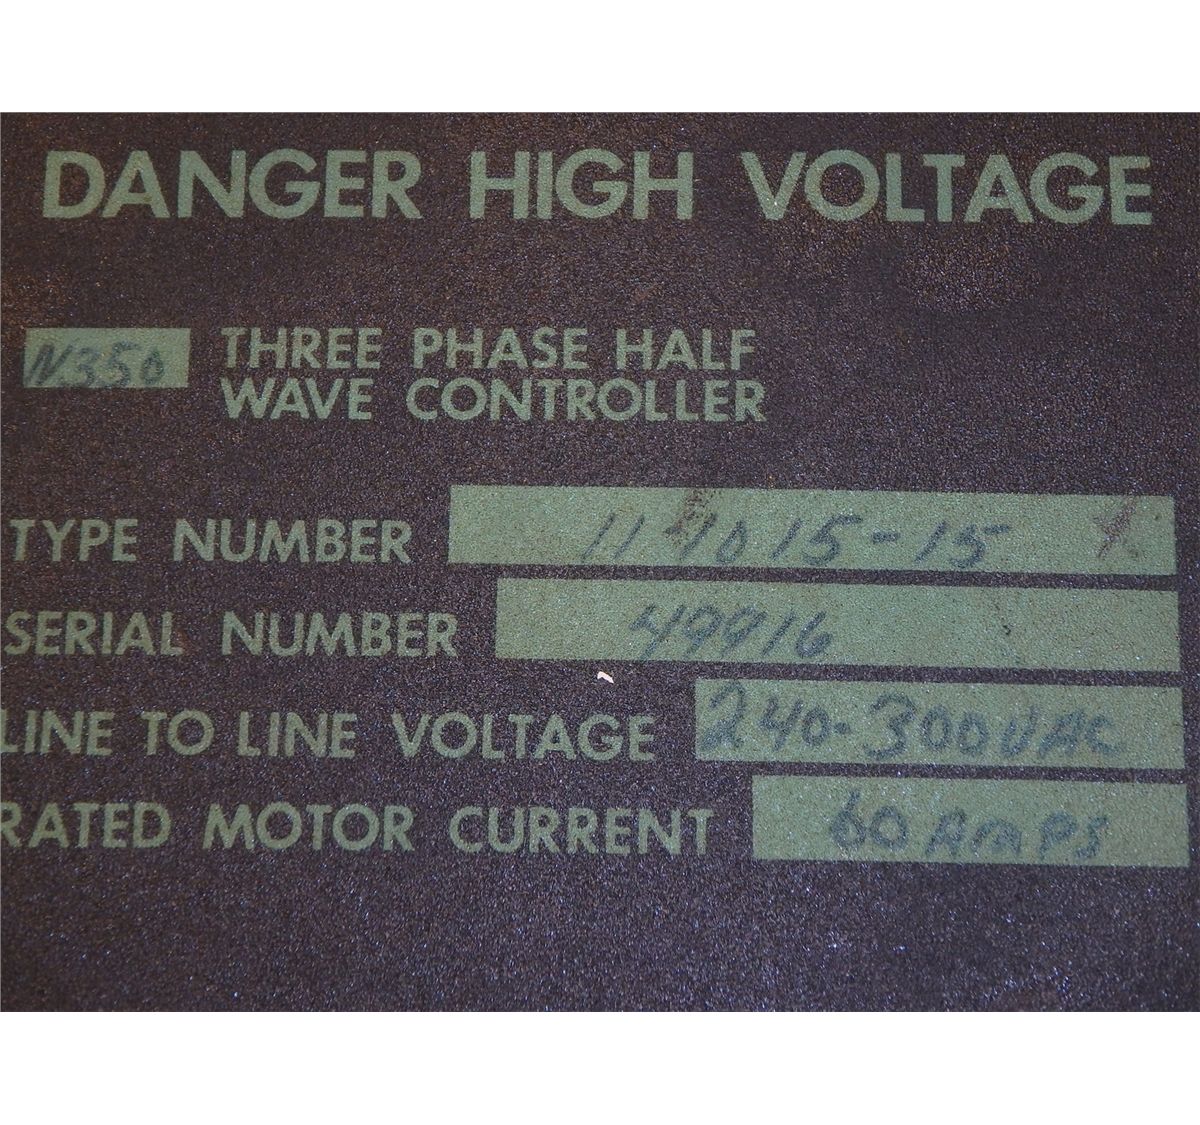 DANGER HIGH VOLTAGE
N350 THREE PHASE HALF
WAVE CONTROLLER
TYPE NUMBER
SERIAL NUMBER 49916
LINE TO LINE VOLTAGE 240-300VAC
RATED MOTOR CURRENT 60 AMPS